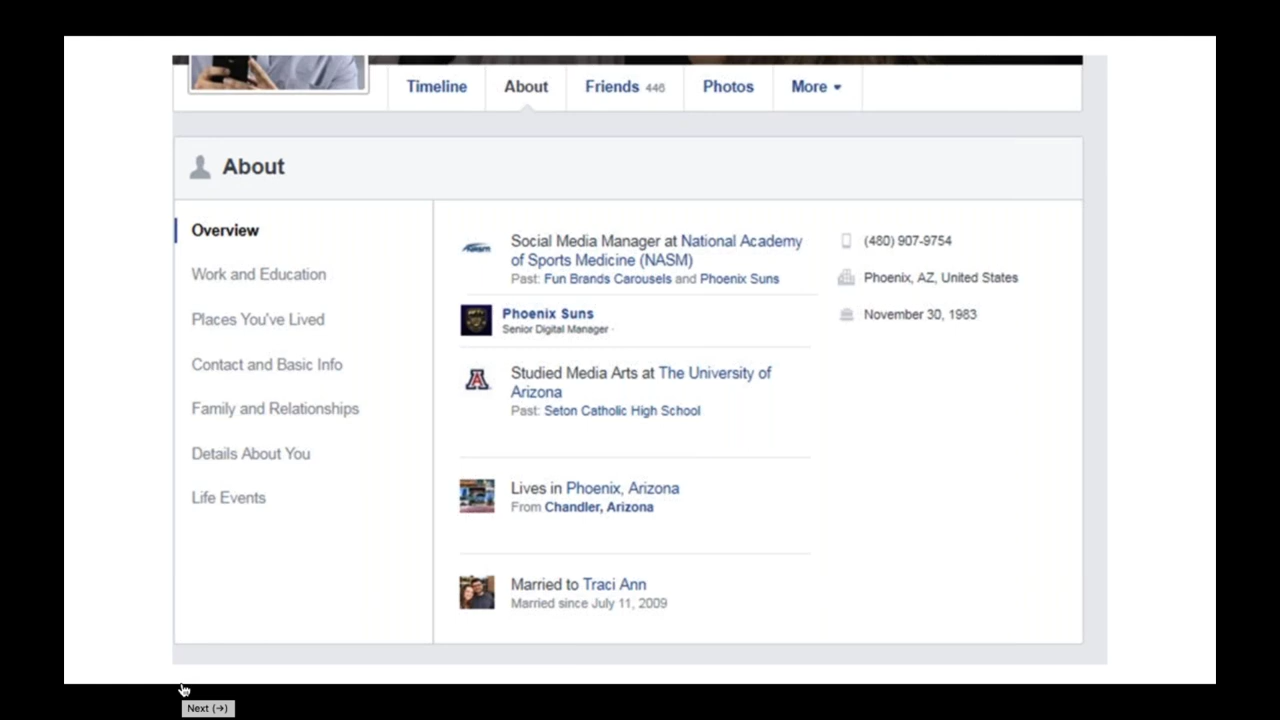 Timeline
About
Friends 446
Photos
More
About
Overview
Work and Education
Places You've Lived
Contact and Basic Info
Family and Relationships
Details About You
Life Events
Social Media Manager at National Academy
of Sports Medicine (NASM)
Past: Fun Brands Carousels and Phoenix Suns
Phoenix Suns
Senior Digital Manager ·
Studied Media Arts at The University of
Arizona
Past: Seton Catholic High School
Lives in Phoenix, Arizona
From Chandler, Arizona
Married to Traci Ann
Married since July 11, 2009
(480) 907-9754
Phoenix, AZ, United States
November 30, 1983
Next (→)